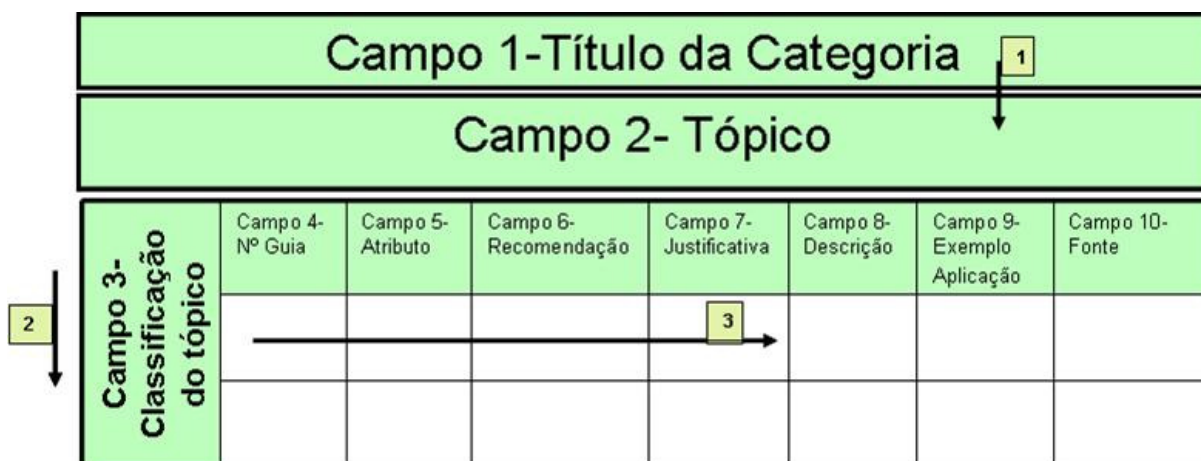 Campo 1-Título da Categoria
1
Campo 2- Tópico
Campo 3-
Classificação
do tópico
Campo 4-
Nº Guia
Campo 5-
Atributo
Campo 6-
Recomendação
Campo 7-
Justificativa
Campo 8-
Descrição
Campo 9-
Exemplo
Aplicação
Campo 10-
Fonte
2
3